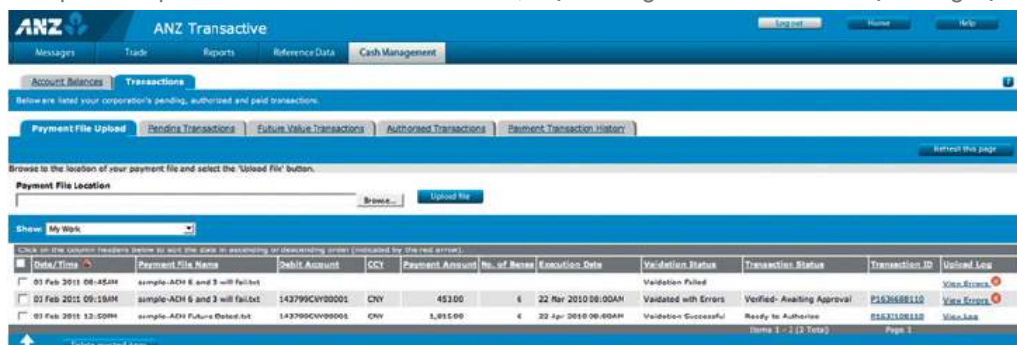 ANZ ANZ Transactive Log out Home Help
Messages Trade Reports Reference Data Cash Management
Account Balances Transactions
Below are listed your corporation's pending, authorized and paid transactions.
Payment File Upload Pending Transactions Future Value Transactions Authorised Transactions Payment Transaction History
Refresh this page
Browse to the location of your payment file and select the 'Upload File' button.
Payment File Location
Browse... Upload file
Show: My Work
Click on the column headers below to sort the data in ascending or descending order (indicated by the red arrow).
Date/Time Payment File Name Debit Account CCY Payment Amount No. of Benes Execution Date Validation Status Transaction Status Transaction ID Upload Log
03 Feb 2011 08:45AM sample-ACH 6 and 3 will fail.txt Validation Failed View Errors
03 Feb 2011 09:19AM sample-ACH 6 and 3 will fail.txt 143799CNY00001 CNY 453.00 6 22 Mar 2010 08:00AM Validated with Errors Verified- Awaiting Approval View Errors
03 Feb 2011 12:50PM sample-ACH Future Dated.txt 143799CNY00001 CNY 1,015.00 22 Apr 2010 08:00AM Validation Successful Ready to Authorise View Log
Items 1 - 3 (3 Total) Page 1